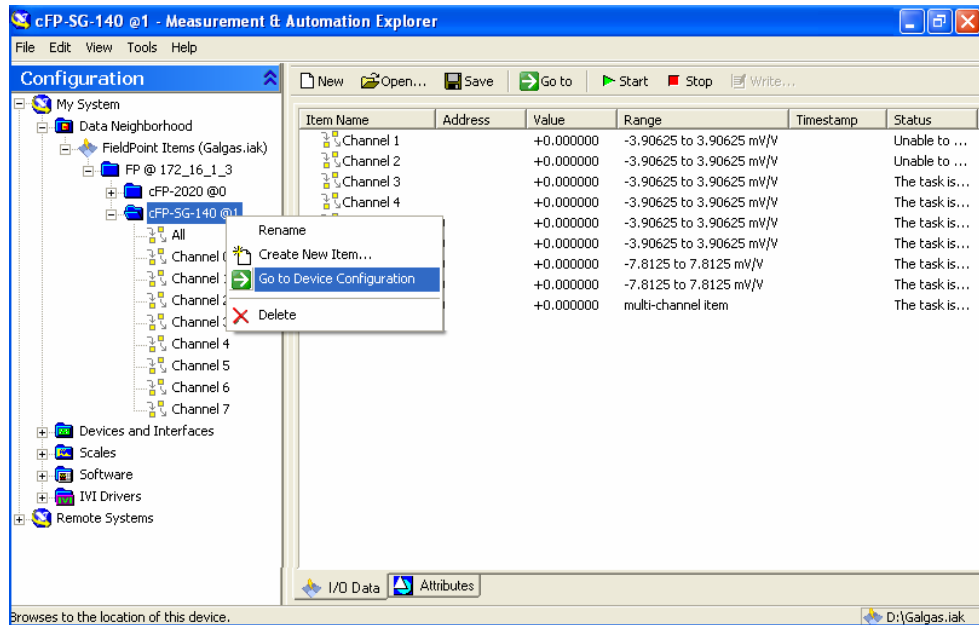 cFP-SG-140 @1 - Measurement & Automation Explorer
File Edit View Tools Help
Configuration
New Open... Save Go to Start Stop Write...
My System
Data Neighborhood
FieldPoint Items (Galgas.iak)
FP @ 172_16_1_3
cFP-2020 @0
cFP-SG-140 @1
All
Channel
Channel
Channel
Channel
Channel 4
Channel 5
Channel 6
Channel 7
Devices and Interfaces
Scales
Software
IVI Drivers
Remote Systems
Rename
Create New Item...
Go to Device Configuration
Delete
Item Name Address Value Range Timestamp Status
Channel 1 +0.000000 -3.90625 to 3.90625 mV/V Unable to ...
Channel 2 +0.000000 -3.90625 to 3.90625 mV/V Unable to ...
Channel 3 +0.000000 -3.90625 to 3.90625 mV/V The task is...
Channel 4 +0.000000 -3.90625 to 3.90625 mV/V The task is...
+0.000000 -3.90625 to 3.90625 mV/V The task is...
+0.000000 -3.90625 to 3.90625 mV/V The task is...
+0.000000 -7.8125 to 7.8125 mV/V The task is...
+0.000000 -7.8125 to 7.8125 mV/V The task is...
+0.000000 multi-channel item The task is...
I/O Data Attributes
Browses to the location of this device. D:\Galgas.iak